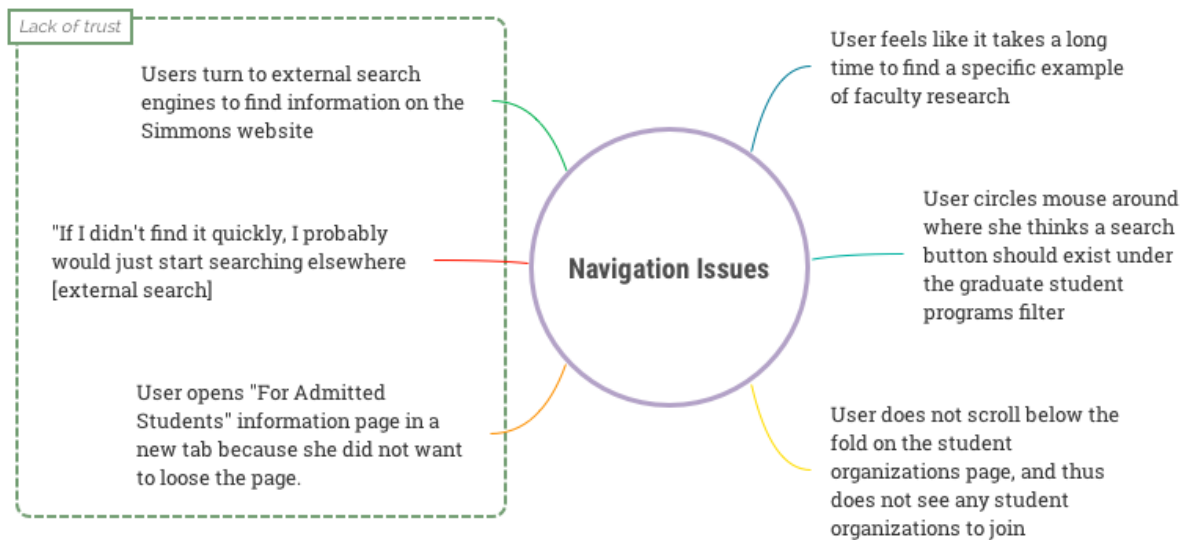 Lack of trust
Users turn to external search
engines to find information on the
Simmons website
"If I didn't find it quickly, I probably
would just start searching elsewhere
[external search]
User opens "For Admitted
Students" information page in a
new tab because she did not want
to loose the page.
Navigation Issues
User feels like it takes a long
time to find a specific example
of faculty research
User circles mouse around
where she thinks a search
button should exist under
the graduate student
programs filter
User does not scroll below the
fold on the student
organizations page, and thus
does not see any student
organizations to join